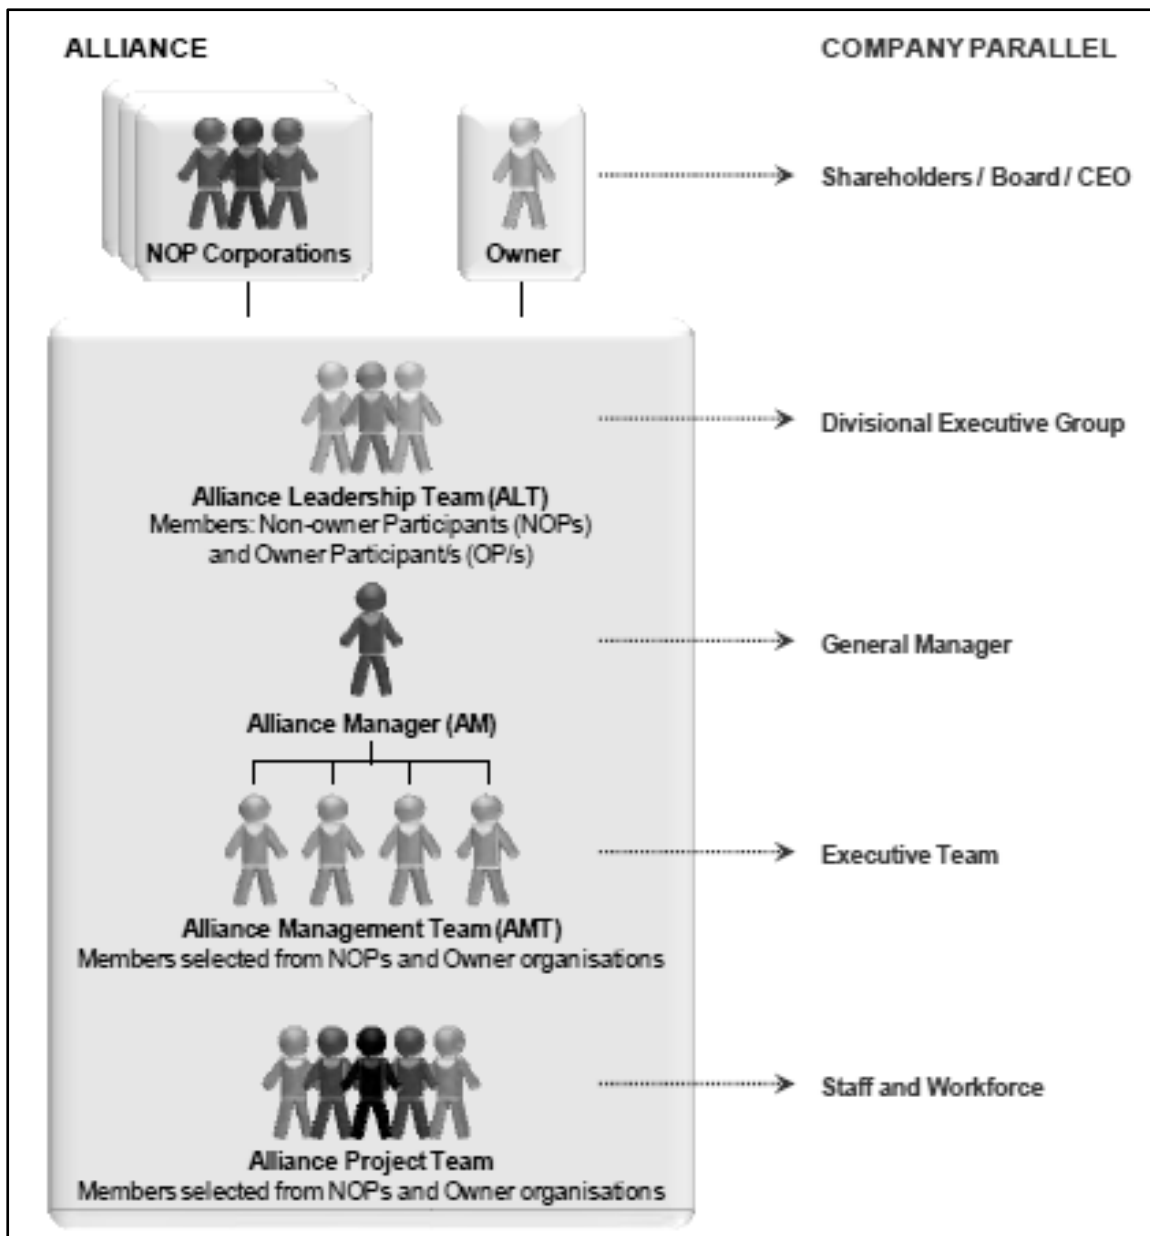 ALLIANCE
COMPANY PARALLEL
NOP Corporations
Owner
Shareholders / Board / CEO
Divisional Executive Group
Alliance Leadership Team (ALT)
Members: Non-owner Participants (NOPs)
and Owner Participant/s (OP/s)
General Manager
Alliance Manager (AM)
Executive Team
Alliance Management Team (AMT)
Members selected from NOPs and Owner organisations
Staff and Workforce
Alliance Project Team
Members selected from NOPs and Owner organisations